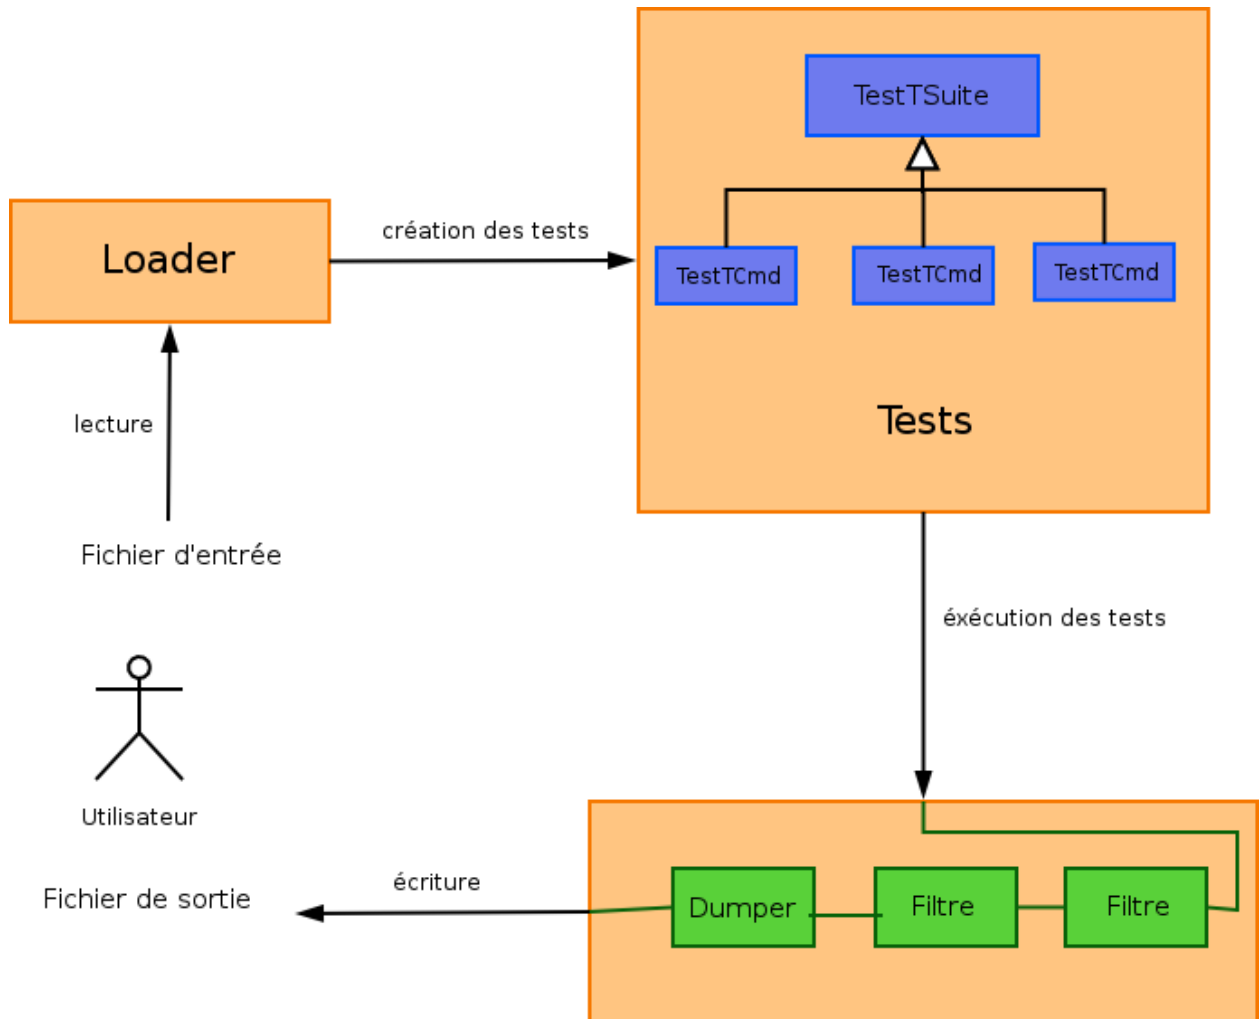 TestTSuite
Loader
création des tests
TestTCmd
TestTCmd
TestTCmd
lecture
Tests
Fichier d'entrée
éxécution des tests
Utilisateur
Fichier de sortie
écriture
Dumper
Filtre
Filtre